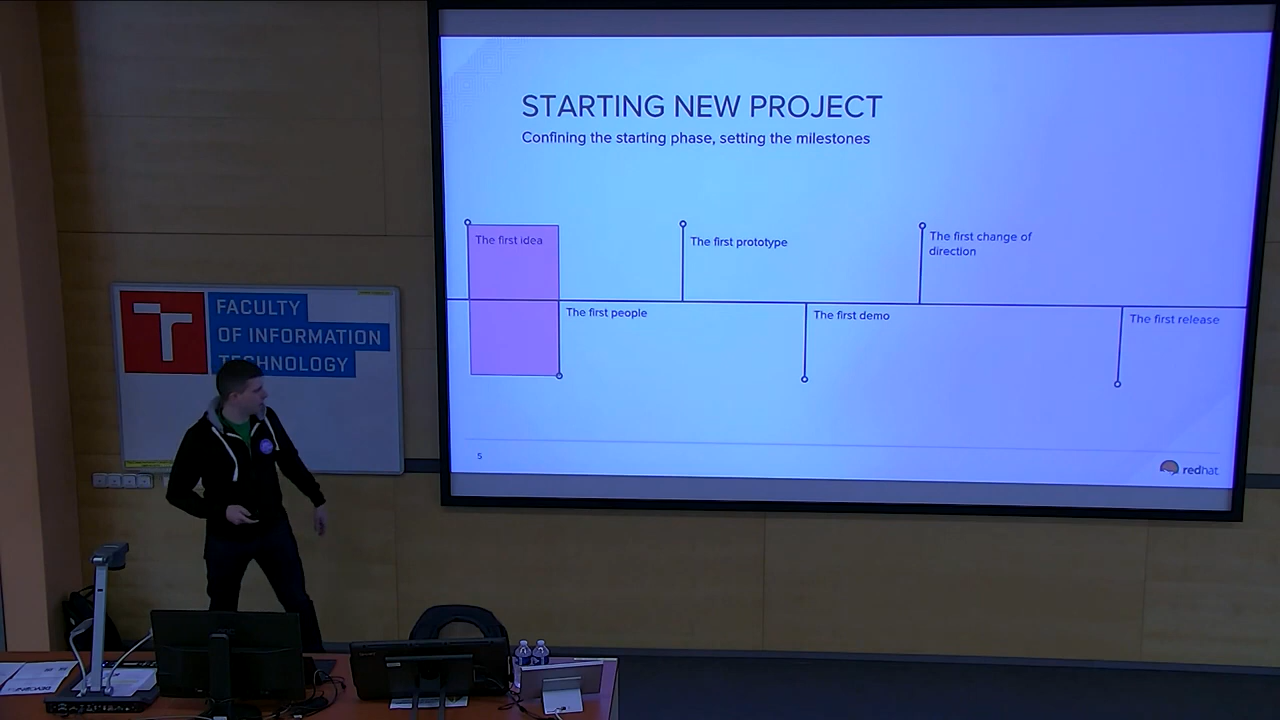 STARTING NEW PROJECT
Confining the starting phase, setting the milestones
The first idea
The first prototype
The first change of
direction
The first people
The first demo
The first release
5
redhat
FACULTY
OF INFORMATION
TECHNOLOGY